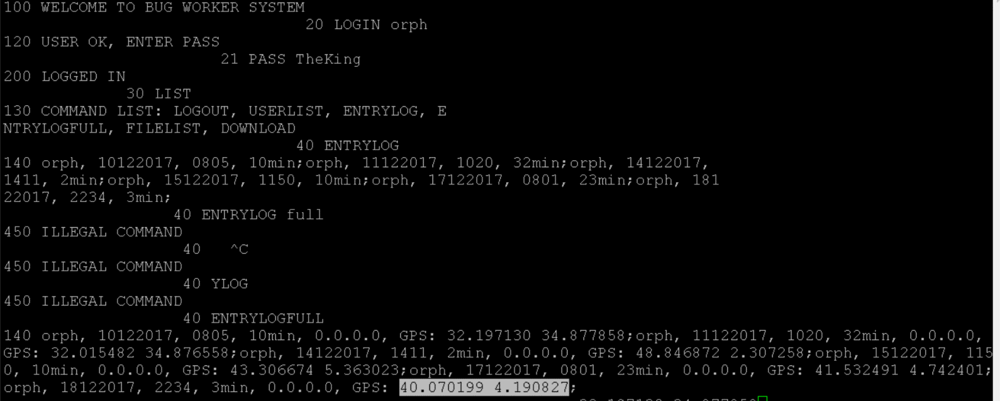 100 WELCOME TO BUG WORKER SYSTEM
20 LOGIN orph
120 USER OK, ENTER PASS
21 PASS TheKing
200 LOGGED IN
30 LIST
130 COMMAND LIST: LOGOUT, USERLIST, ENTRYLOG, E
NTRYLOGFULL, FILELIST, DOWNLOAD
40 ENTRYLOG
140 orph, 10122017, 0805, 10min;orph, 11122017, 1020, 32min;orph, 14122017,
1411, 2min;orph, 15122017, 1150, 10min;orph, 17122017, 0801, 23min;orph, 181
22017, 2234, 3min;
40 ENTRYLOG full
450 ILLEGAL COMMAND
40 ^C
450 ILLEGAL COMMAND
40 YLOG
450 ILLEGAL COMMAND
40 ENTRYLOGFULL
140 orph, 10122017, 0805, 10min, 0.0.0.0, GPS: 32.197130 34.877858;orph, 11122017, 1020, 32min, 0.0.0.0,
GPS: 32.015482 34.876558;orph, 14122017, 1411, 2min, 0.0.0.0, GPS: 48.846872 2.307258;orph, 15122017, 115
0, 10min, 0.0.0.0, GPS: 43.306674 5.363023;orph, 17122017, 0801, 23min, 0.0.0.0, GPS: 41.532491 4.742401;
orph, 18122017, 2234, 3min, 0.0.0.0, GPS: 40.070199 4.190827;